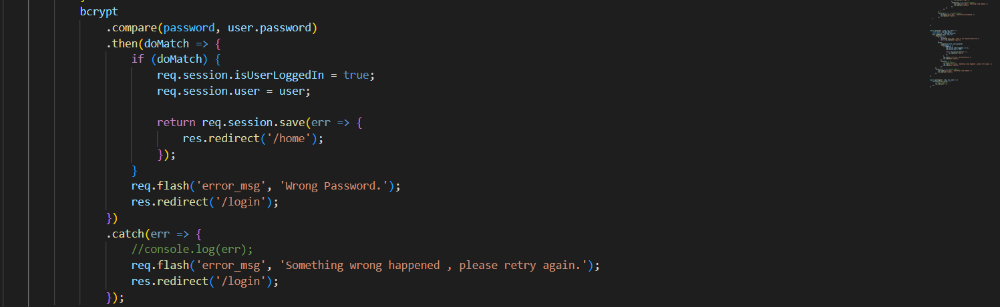 bcrypt
.compare(password, user.password)
.then(doMatch => {
if (doMatch) {
req.session.isUserLoggedIn = true;
req.session.user = user;
return req.session.save(err => {
res.redirect('/home');
});
}
req.flash('error_msg', 'Wrong Password.');
res.redirect('/login');
})
.catch(err => {
//console.log(err);
req.flash('error_msg', 'Something wrong happened , please retry again.');
res.redirect('/login');
});